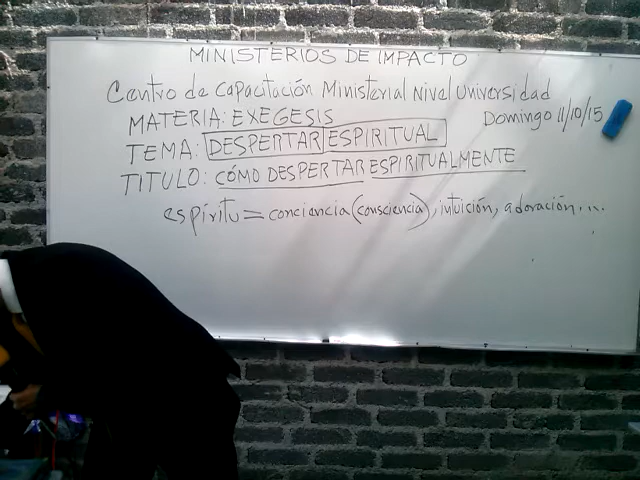 MINISTERIOS DE IMPACTO
Centro de Capacitación Ministerial Nivel Universidad
MATERIA: EXEGESIS
Domingo 11/10/15
TEMA: DESPERTAR ESPIRITUAL
TITULO: CÓMO DESPERTAR ESPIRITUALMENTE
espíritu = conciencia (consciencia), intuición, adoración...